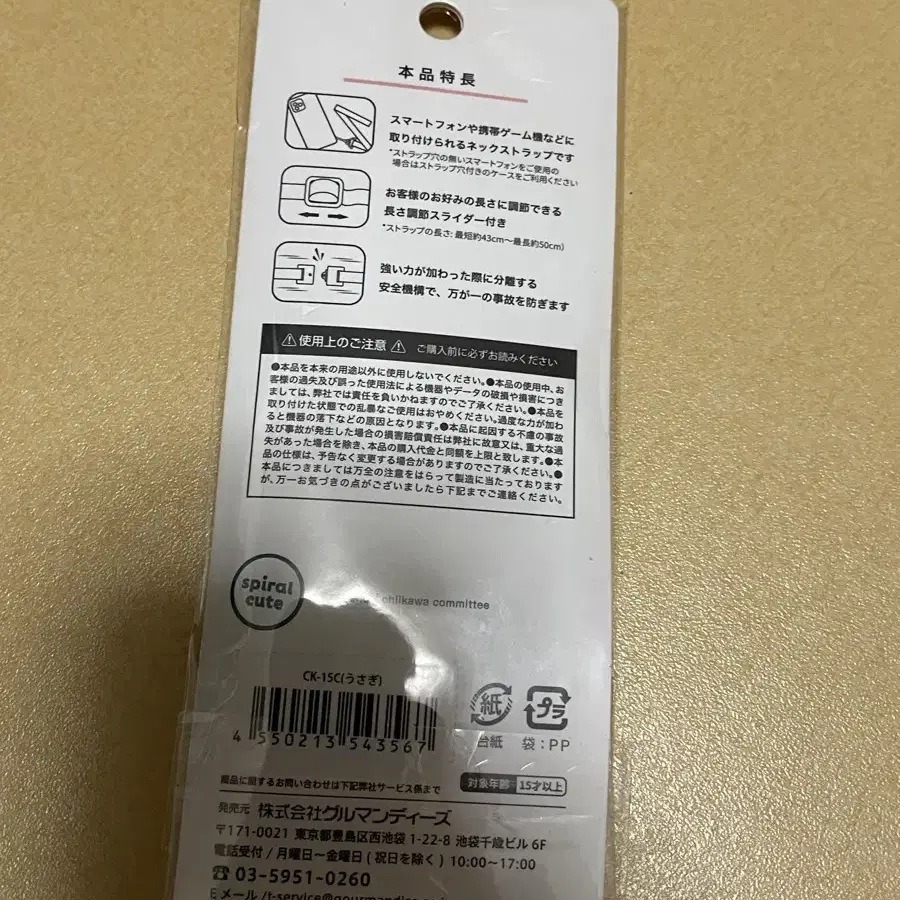 本品特長
スマートフォンや携帯ゲーム機などに
取り付けられるネックストラップです
*ストラップ穴の無いスマートフォンをご使用の
場合はストラップ穴付きのケースをご利用ください
お客様のお好みの長さに調節できる
長さ調節スライダー付き
*ストラップの長さ: 最短約43cm〜最長約50cm)
強い力が加わった際に分離する
安全機構で、万が一の事故を防ぎます
⚠使用上のご注意⚠ ご購入前に必ずお読みください
●本品を本来の用途以外に使用しないでください。●本品の使用中、お
客様の過失及び誤った使用法による機器やデータの破損や損害につき
ましては、弊社では責任を負いかねますのでご了承ください。●本品を
取り付けた状態での乱暴なご使用はおやめください。過度な力が加わ
ると機器の落下などの原因となります。●本品に起因する不慮の事故
及び事故が発生した場合の損害賠償責任は弊社に故意又は、重大な過
失があった場合を除き、本品の購入代金と同額を上限と致します。●本
品の仕様は、予告なく変更する場合がありますのでご了承ください。●
本品につきましては万全の注意をはらって製造に当たっております
が、万一お気づきの点がございましたら下記までご連絡ください。
spiral
cute
chiikawa committee
CK-15C(うさぎ)
4 550213 543567
紙
台紙
プラ
袋:PP
商品に関するお問い合わせは下記弊社サービス係まで
対象年齢 15才以上
発売元 株式会社グルマンディーズ
〒171-0021 東京都豊島区西池袋 1-22-8 池袋千歳ビル 6F
電話受付 / 月曜日〜金曜日 ( 祝日を除く ) 10:00〜17:00
☎ 03-5951-0260
Eメール /t-service@gourmandise